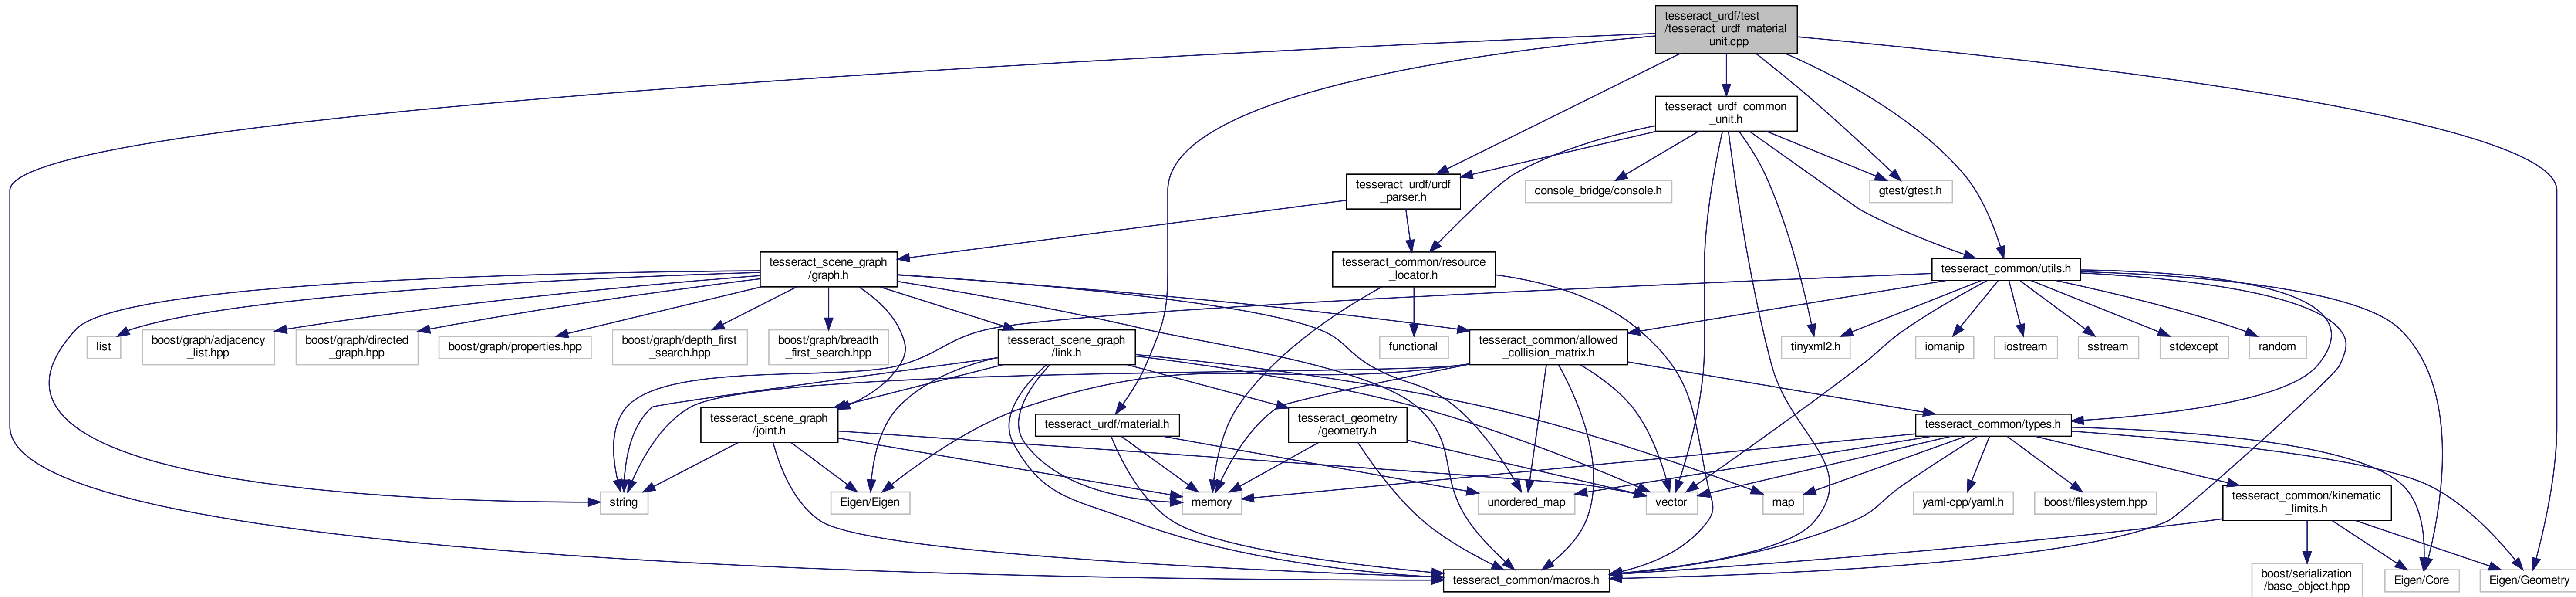 tesseract_urdf/test
/tesseract_urdf_material
_unit.cpp
tesseract_urdf_common
_unit.h
tesseract_urdf/urdf
_parser.h
console_bridge/console.h
gtest/gtest.h
tesseract_scene_graph
/graph.h
tesseract_common/resource
_locator.h
tesseract_common/utils.h
list
boost/graph/adjacency
_list.hpp
boost/graph/directed
_graph.hpp
boost/graph/properties.hpp
boost/graph/depth_first
_search.hpp
boost/graph/breadth
_first_search.hpp
tesseract_scene_graph
/link.h
functional
tesseract_common/allowed
_collision_matrix.h
tinyxml2.h
iomanip
iostream
sstream
stdexcept
random
tesseract_scene_graph
/joint.h
tesseract_urdf/material.h
tesseract_geometry
/geometry.h
tesseract_common/types.h
string
Eigen/Eigen
memory
unordered_map
vector
map
yaml-cpp/yaml.h
boost/filesystem.hpp
tesseract_common/kinematic
_limits.h
tesseract_common/macros.h
boost/serialization
/base_object.hpp
Eigen/Core
Eigen/Geometry